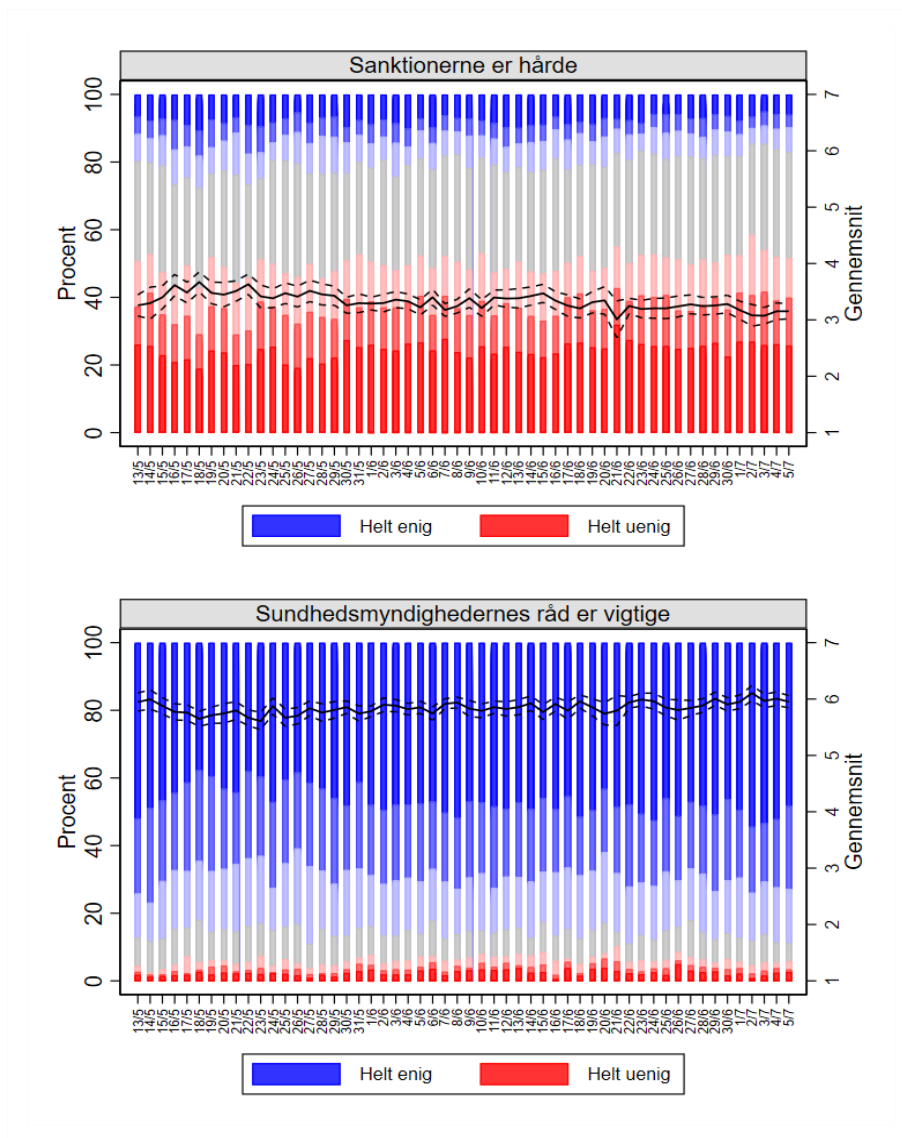 Sanktionerne er hårde
Procent
0 20 40 60 80 100
Gennemsnit
1 2 3 4 5 6 7
13/5 14/5 15/5 16/5 17/5 18/5 19/5 20/5 21/5 22/5 23/5 24/5 25/5 26/5 27/5 28/5 29/5 30/5 31/5 1/6 2/6 3/6 4/6 5/6 6/6 7/6 8/6 9/6 10/6 11/6 12/6 13/6 14/6 15/6 16/6 17/6 18/6 19/6 20/6 21/6 22/6 23/6 24/6 25/6 26/6 27/6 28/6 29/6 30/6 1/7 2/7 3/7 4/7 5/7
Helt enig Helt uenig
Sundhedsmyndighedernes råd er vigtige
Procent
0 20 40 60 80 100
Gennemsnit
1 2 3 4 5 6 7
13/5 14/5 15/5 16/5 17/5 18/5 19/5 20/5 21/5 22/5 23/5 24/5 25/5 26/5 27/5 28/5 29/5 30/5 31/5 1/6 2/6 3/6 4/6 5/6 6/6 7/6 8/6 9/6 10/6 11/6 12/6 13/6 14/6 15/6 16/6 17/6 18/6 19/6 20/6 21/6 22/6 23/6 24/6 25/6 26/6 27/6 28/6 29/6 30/6 1/7 2/7 3/7 4/7 5/7
Helt enig Helt uenig